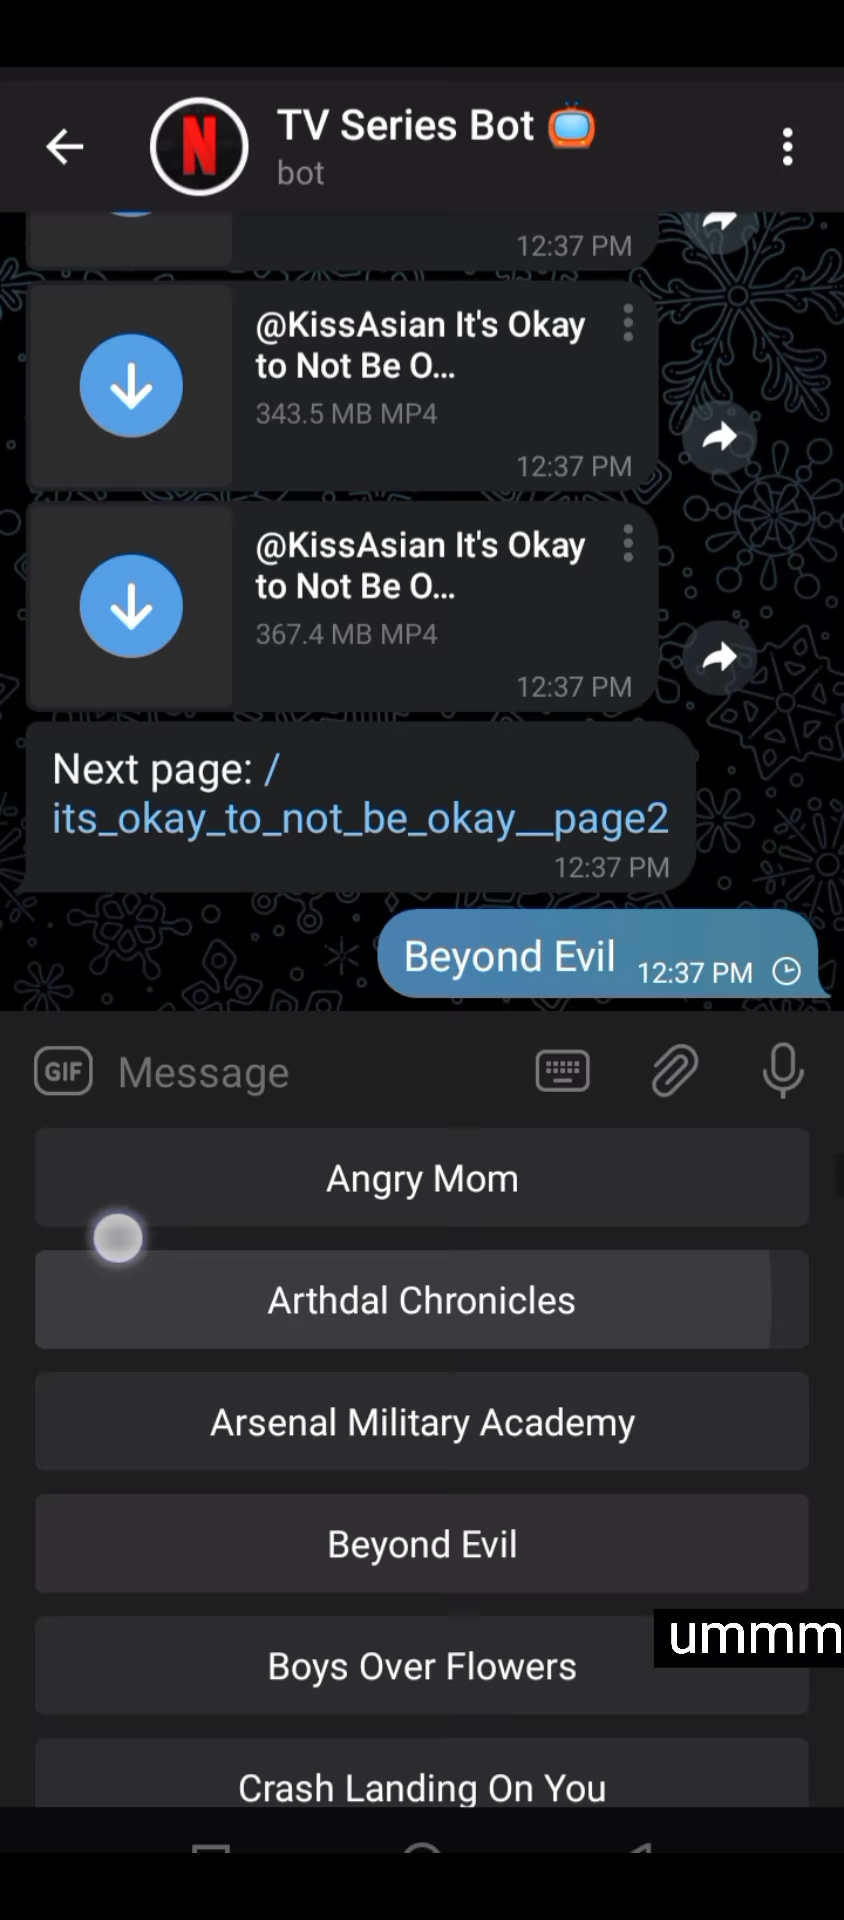 TV Series Bot
bot
12:37 PM
@KissAsian It's Okay
to Not Be O...
343.5 MB MP4
12:37 PM
@KissAsian It's Okay
to Not Be O...
367.4 MB MP4
12:37 PM
Next page: /
its_okay_to_not_be_okay__page2
12:37 PM
Beyond Evil 12:37 PM
GIF Message
Angry Mom
Arthdal Chronicles
Arsenal Military Academy
Beyond Evil
ummm
Boys Over Flowers
Crash Landing On You